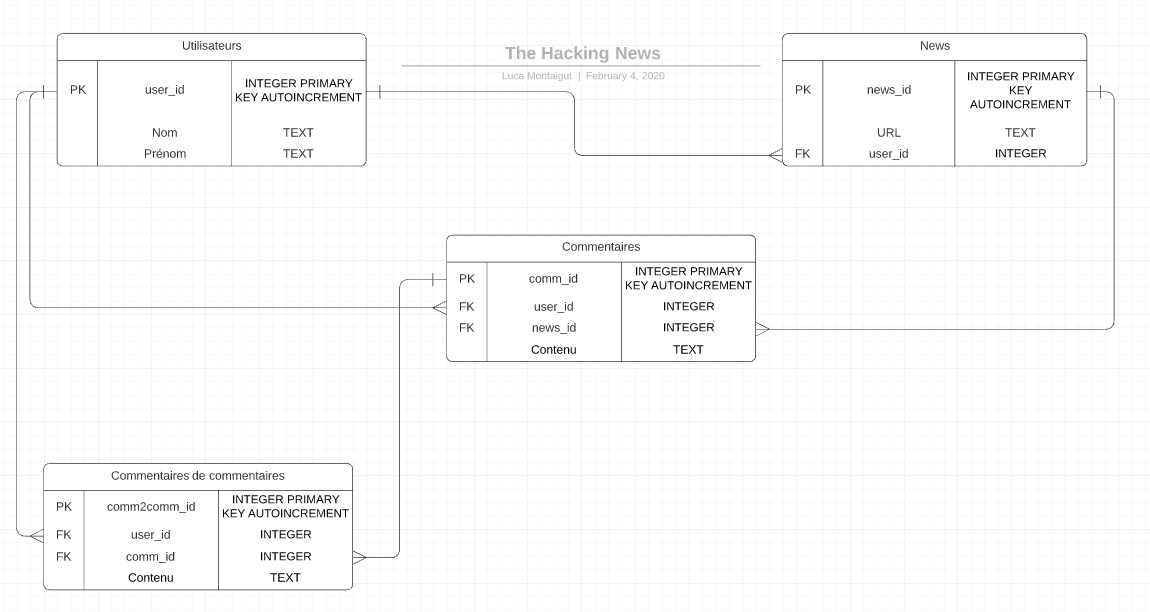 The Hacking News
Luca Montaigut | February 4, 2020
Utilisateurs
PK user_id INTEGER PRIMARY
KEY AUTOINCREMENT
Nom TEXT
Prénom TEXT
News
PK news_id INTEGER PRIMARY
KEY
AUTOINCREMENT
URL TEXT
FK user_id INTEGER
Commentaires
PK comm_id INTEGER PRIMARY
KEY AUTOINCREMENT
FK user_id INTEGER
FK news_id INTEGER
Contenu TEXT
Commentaires de commentaires
PK comm2comm_id INTEGER PRIMARY
KEY AUTOINCREMENT
FK user_id INTEGER
FK comm_id INTEGER
Contenu TEXT